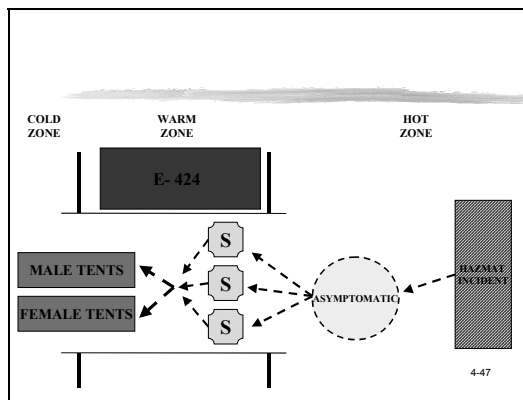 COLD
ZONE
WARM
ZONE
HOT
ZONE
E- 424
S
S
S
MALE TENTS
FEMALE TENTS
ASYMPTOMATIC
HAZMAT
INCIDENT
4-47